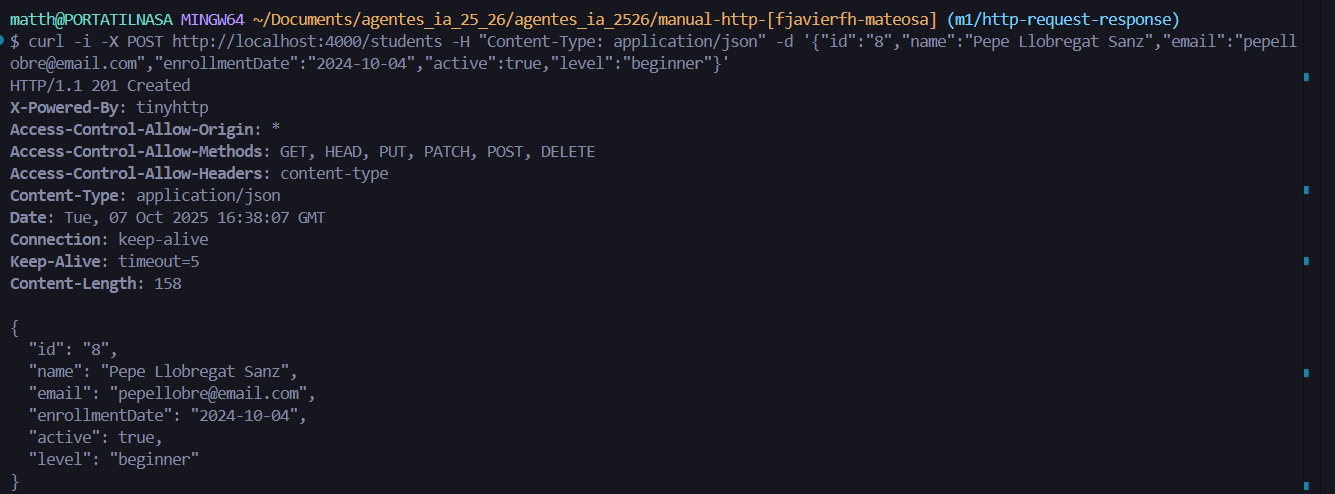 matth@PORTATILNASA MINGW64 ~/Documents/agentes_ia_25_26/agentes_ia_2526/manual-http-[fjavierfh-mateosa] (m1/http-request-response)
$ curl -i -X POST http://localhost:4000/students -H "Content-Type: application/json" -d '{"id":"8","name":"Pepe Llobregat Sanz","email":"pepell
obre@email.com","enrollmentDate":"2024-10-04","active":true,"level":"beginner"}'
HTTP/1.1 201 Created
X-Powered-By: tinyhttp
Access-Control-Allow-Origin: *
Access-Control-Allow-Methods: GET, HEAD, PUT, PATCH, POST, DELETE
Access-Control-Allow-Headers: content-type
Content-Type: application/json
Date: Tue, 07 Oct 2025 16:38:07 GMT
Connection: keep-alive
Keep-Alive: timeout=5
Content-Length: 158

{
  "id": "8",
  "name": "Pepe Llobregat Sanz",
  "email": "pepellobre@email.com",
  "enrollmentDate": "2024-10-04",
  "active": true,
  "level": "beginner"
}